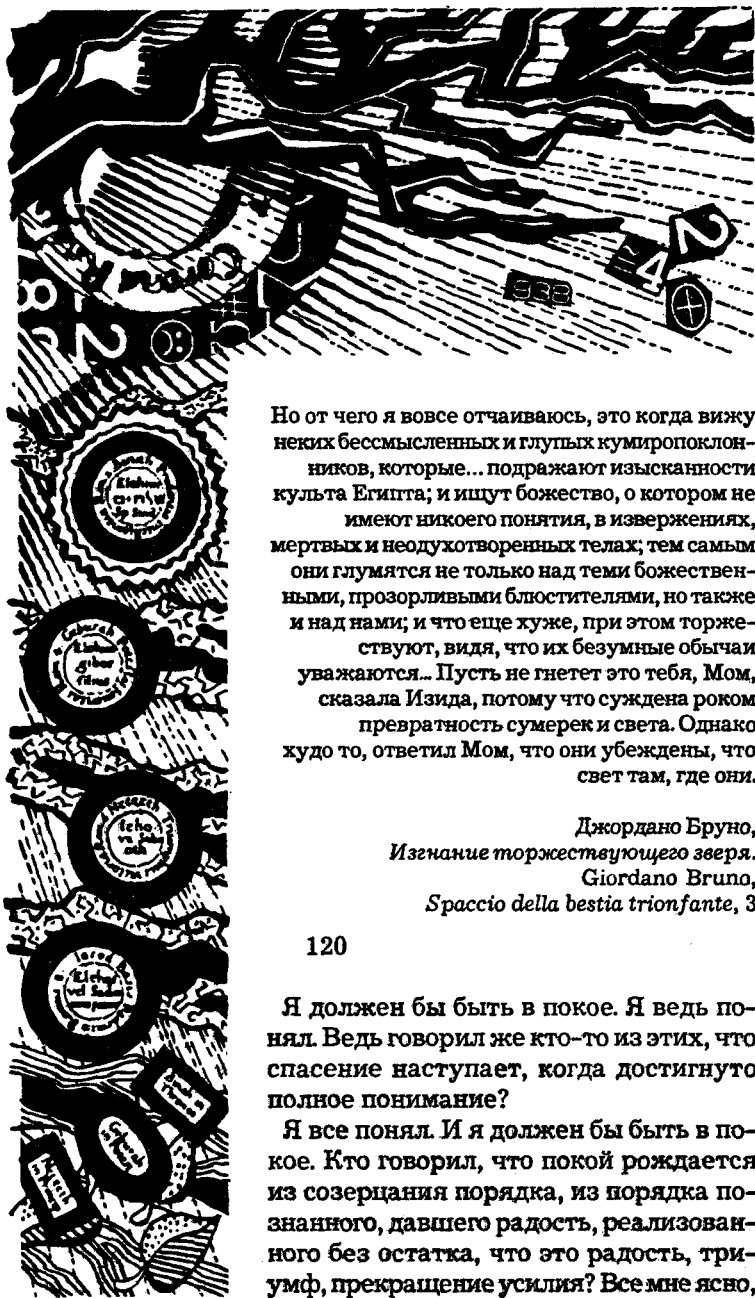 4
2
933
8
2
Но от чего я вовсе отчаиваюсь, это когда вижу
неких бессмысленных и глупых кумиропоклон-
ников, которые... подражают изысканности
культа Египта; и ищут божество, о котором не
имеют никоего понятия, в извержениях,
мертвых и неодухотворенных телах; тем самым
они глумятся не только над теми божествен-
ными, прозорливыми блюстителями, но также
и над нами; и что еще хуже, при этом торже-
ствуют, видя, что их безумные обычаи
уважаются... Пусть не гнетет это тебя, Мом,
сказала Изида, потому что суждена роком
превратность сумерек и света. Однако
худо то, ответил Мом, что они убеждены, что
свет там, где они.
Джордано Бруно,
Изгнание торжествующего зверя.
Giordano Bruno,
Spaccio della bestia trionfante, 3
120
Я должен бы быть в покое. Я ведь по-
нял. Ведь говорил же кто-то из этих, что
спасение наступает, когда достигнуто
полное понимание?
Я все понял. И я должен бы быть в по-
кое. Кто говорил, что покой рождается
из созерцания порядка, из порядка по-
знанного, давшего радость, реализован-
ного без остатка, что это радость, три-
умф, прекращение усилия? Все мне ясно,